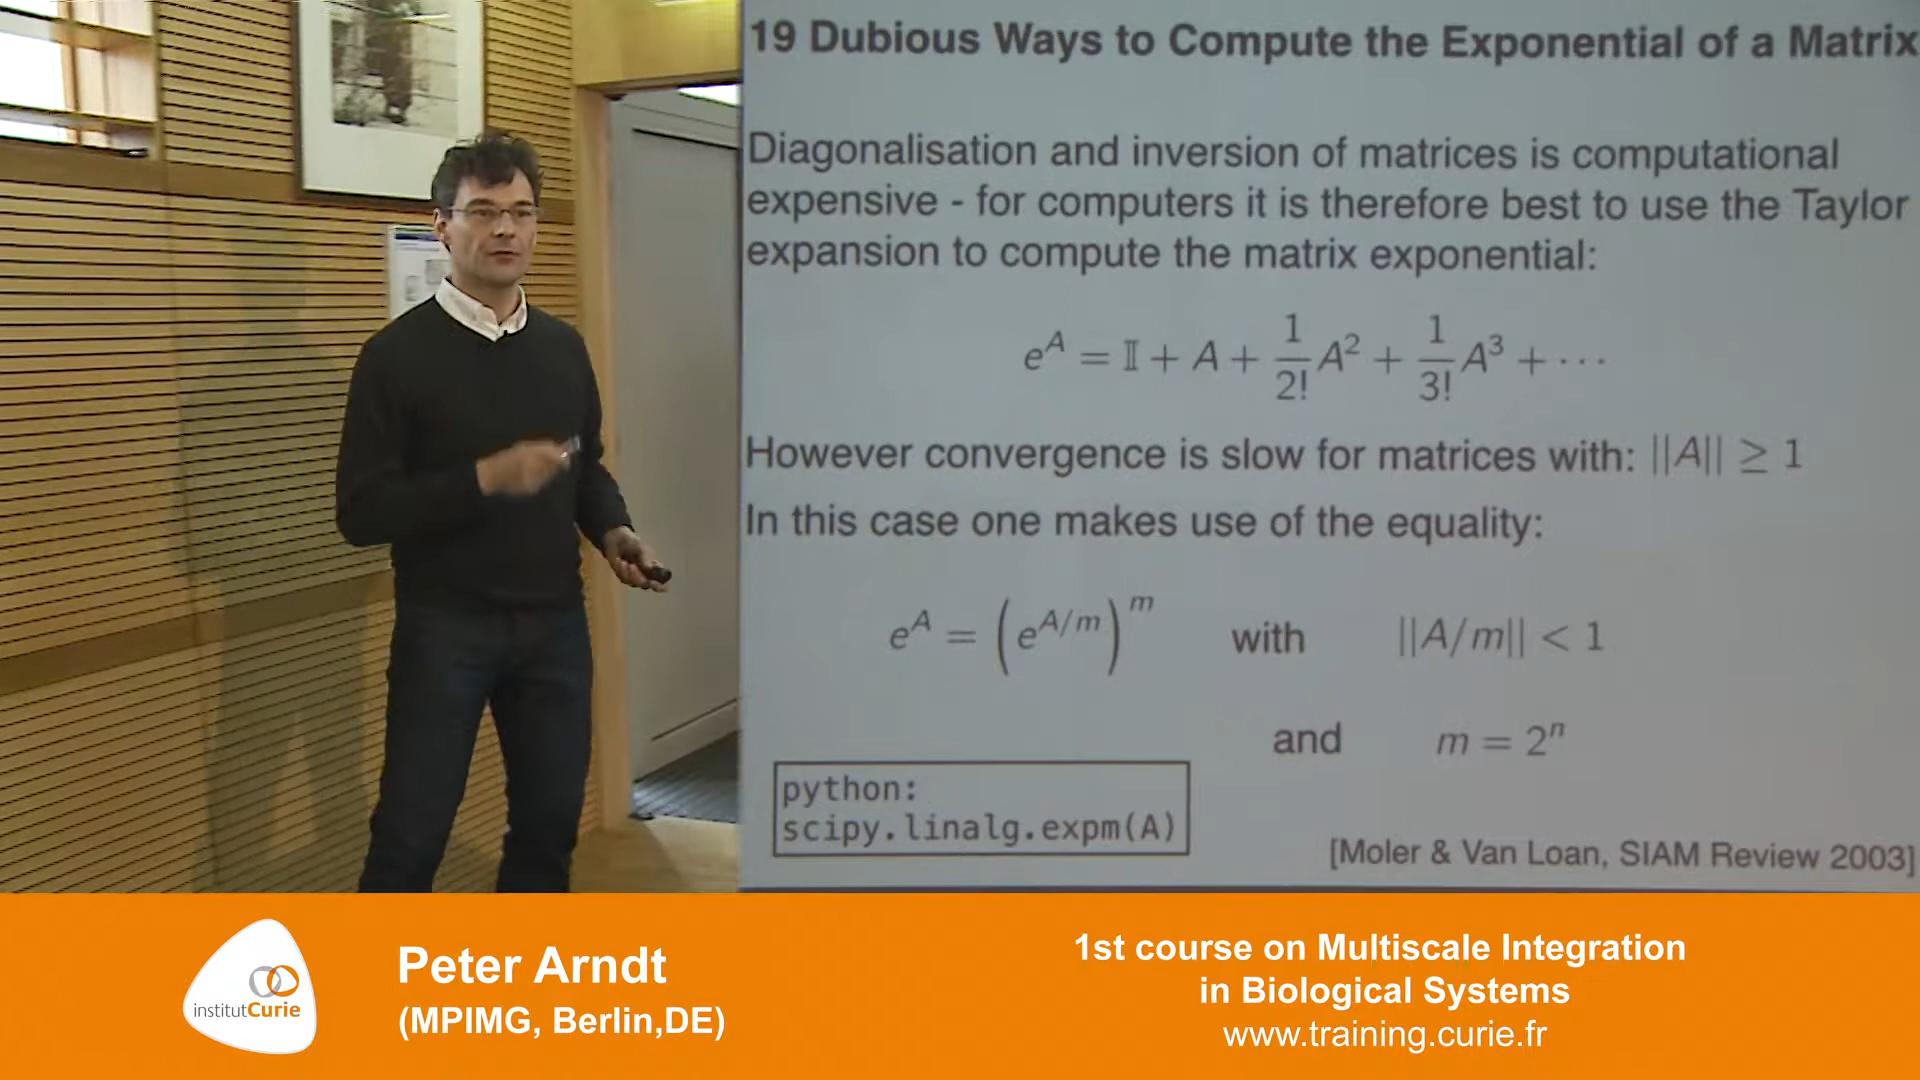 19 Dubious Ways to Compute the Exponential of a Matrix
Diagonalisation and inversion of matrices is computational
expensive - for computers it is therefore best to use the Taylor
expansion to compute the matrix exponential:
e^A = 𝕀 + A + \frac{1}{2!}A^2 + \frac{1}{3!}A^3 + ···
However convergence is slow for matrices with: ||A|| ≥ 1
In this case one makes use of the equality:
e^A = (e^{A/m})^m with ||A/m|| < 1
and m = 2^n
python:
scipy.linalg.expm(A)
[Moler & Van Loan, SIAM Review 2003]
institutCurie
Peter Arndt
(MPIMG, Berlin,DE)
1st course on Multiscale Integration
in Biological Systems
www.training.curie.fr